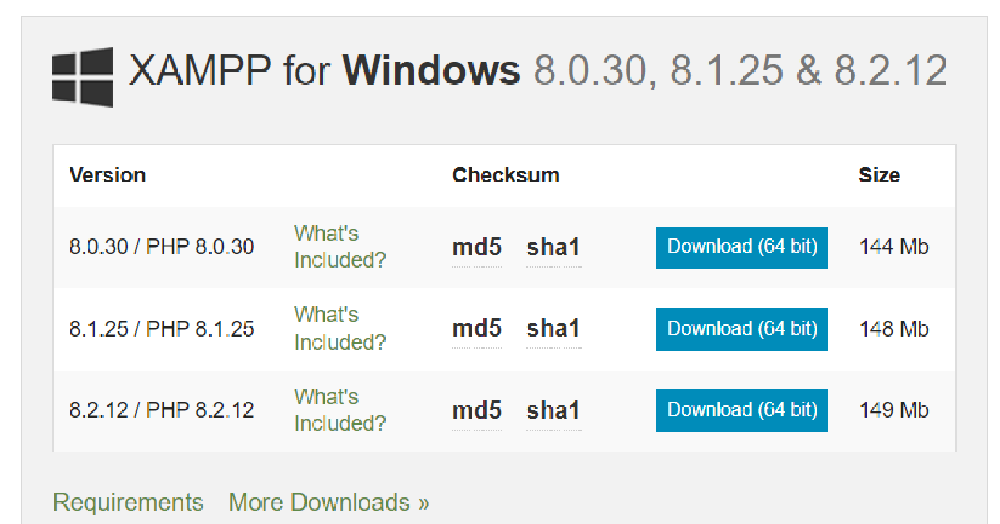 XAMPP for Windows 8.0.30, 8.1.25 & 8.2.12
Version Checksum Size
8.0.30 / PHP 8.0.30 What's Included? md5 sha1 Download (64 bit) 144 Mb
8.1.25 / PHP 8.1.25 What's Included? md5 sha1 Download (64 bit) 148 Mb
8.2.12 / PHP 8.2.12 What's Included? md5 sha1 Download (64 bit) 149 Mb
Requirements More Downloads »